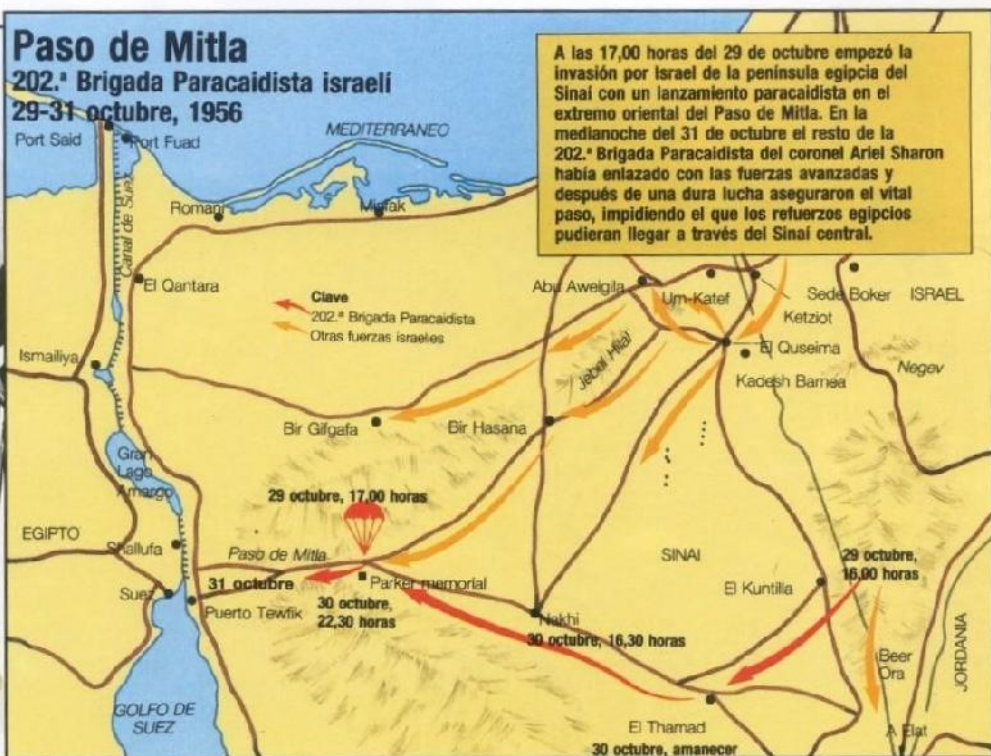 Paso de Mitla
202.ª Brigada Paracaidista israelí
29-31 octubre, 1956
A las 17,00 horas del 29 de octubre empezó la
invasión por Israel de la península egipcia del
Sinaí con un lanzamiento paracaidista en el
extremo oriental del Paso de Mitla. En la
medianoche del 31 de octubre el resto de la
202.ª Brigada Paracaidista del coronel Ariel Sharon
había enlazado con las fuerzas avanzadas y
después de una dura lucha aseguraron el vital
paso, impidiendo el que los refuerzos egipcios
pudieran llegar a través del Sinaí central.
MEDITERRANEO
Port Said
Port Fuad
Canal de Suez
Romani
Misfak
El Qantara
Clave
202.ª Brigada Paracaidista
Otras fuerzas israelíes
Abu Aweigila
Um-Katef
Sede Boker
ISRAEL
Ketziot
El Quseima
Kadesh Barnea
Negev
Jebel Hilal
Ismailiya
Bir Gifgafa
Bir Hasana
Gran
Lago
Amargo
29 octubre, 17,00 horas
EGIPTO
Shallufa
Paso de Mitla
SINAI
29 octubre,
16,00 horas
Suez
31 octubre
Parker memorial
El Kuntilla
Puerto Tewfik
30 octubre,
22,30 horas
Nakhl
30 octubre, 16,30 horas
Beer
Ora
JORDANIA
GOLFO DE
SUEZ
El Thamad
A Elat
30 octubre, amanecer